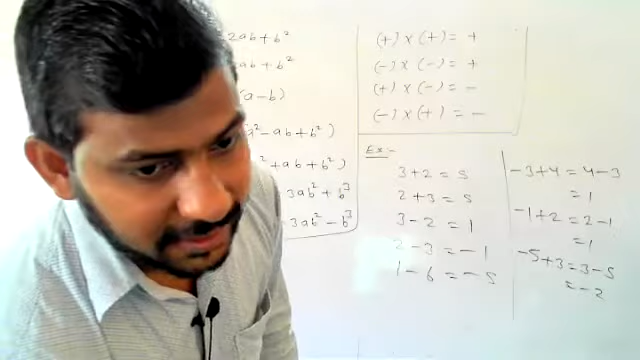 2ab + b²
ab + b²
(a - b)
a² - ab + b²)
² + ab + b²)
3ab² + b³
3ab² - b³
(+) × (+) = +
(-) × (-) = +
(+) × (-) = -
(-) × (+) = -
Ex:-
3 + 2 = 5
2 + 3 = 5
3 - 2 = 1
2 - 3 = -1
1 - 6 = -5
-3 + 4 = 4 - 3
= 1
-1 + 2 = 2 - 1
= 1
-5 + 3 = 3 - 5
= -2